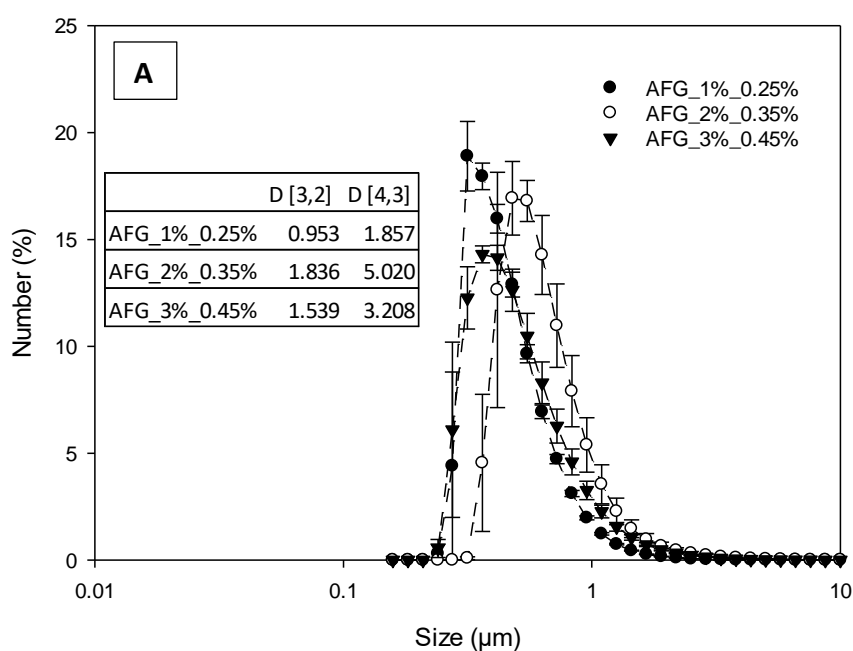 25
A
AFG_1%_0.25%
AFG_2%_0.35%
AFG_3%_0.45%
20
D [3,2] D [4,3]
AFG_1%_0.25% 0.953 1.857
AFG_2%_0.35% 1.836 5.020
AFG_3%_0.45% 1.539 3.208
15
Number (%)
10
5
0
0.01 0.1 1 10
Size (µm)